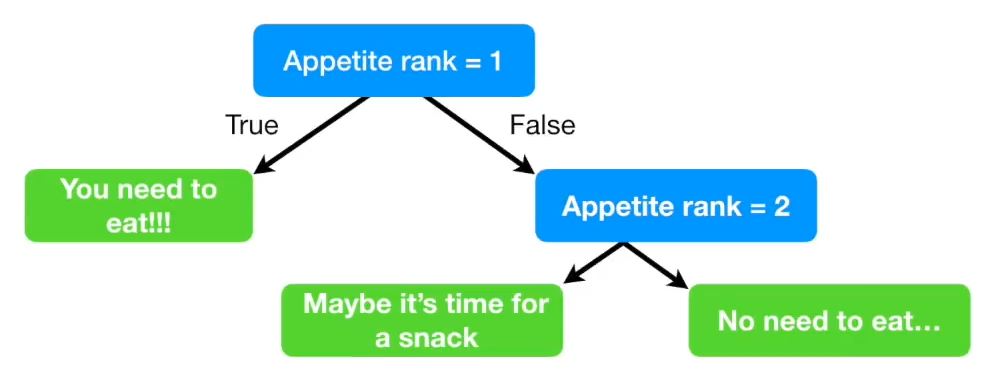 Appetite rank = 1
True
False
You need to
eat!!!
Appetite rank = 2
Maybe it’s time for
a snack
No need to eat…